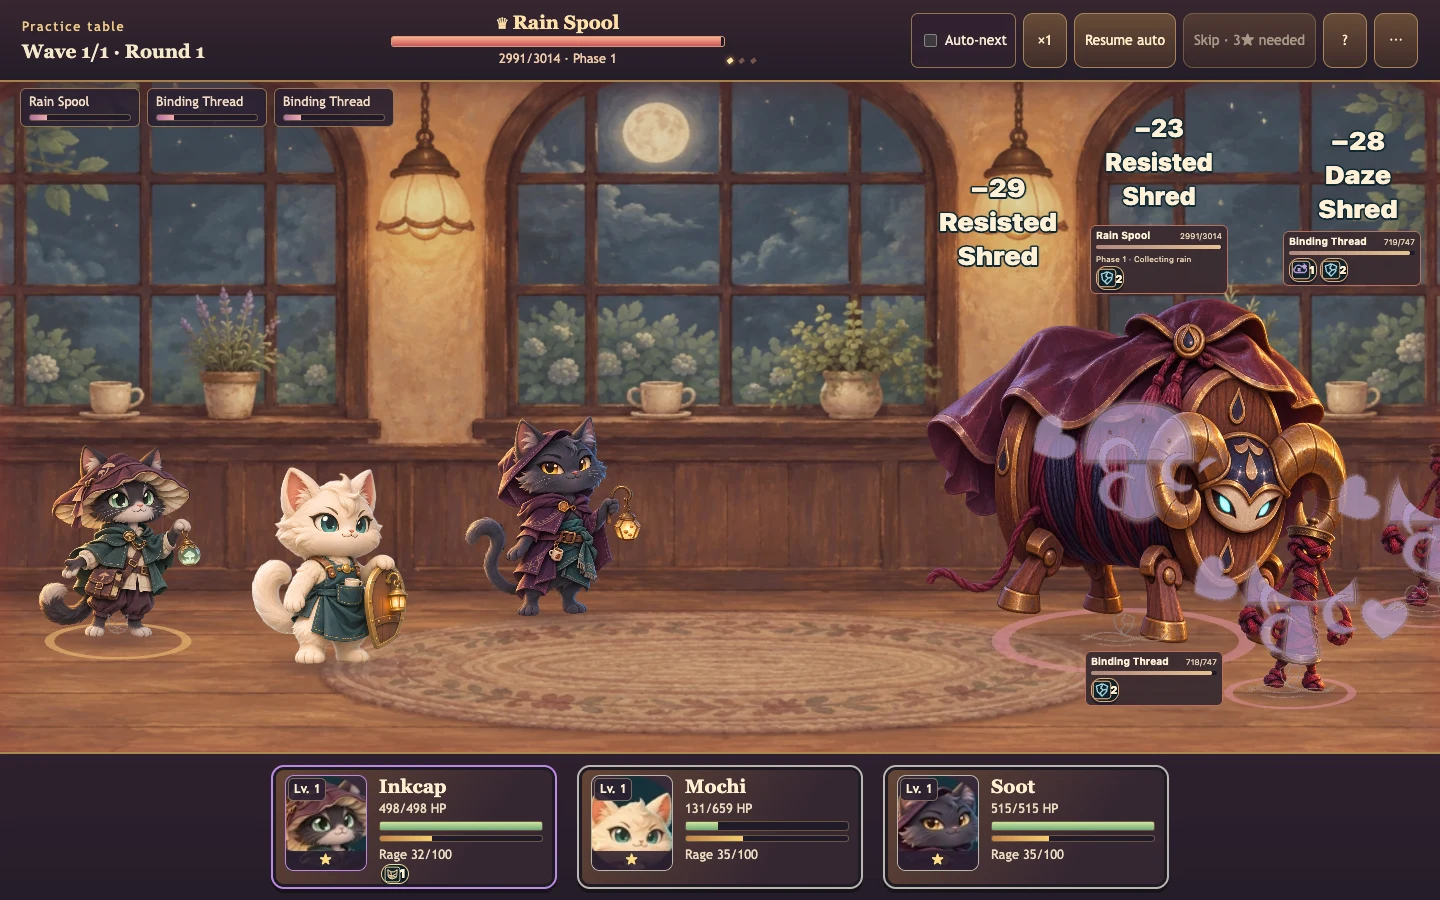 Practice table
Wave 1/1 · Round 1
♛ Rain Spool
2991/3014 · Phase 1
Auto-next
×1
Resume auto
Skip · 3★ needed
?
...
Rain Spool
Binding Thread
Binding Thread
−29
Resisted
Shred
−23
Resisted
Shred
−28
Daze
Shred
Rain Spool 2991/3014
Phase 1 · Collecting rain
2
Binding Thread 719/747
1 2
Binding Thread 718/747
2
Lv. 1
Inkcap
498/498 HP
Rage 32/100
1
Lv. 1
Mochi
131/659 HP
Rage 35/100
Lv. 1
Soot
515/515 HP
Rage 35/100